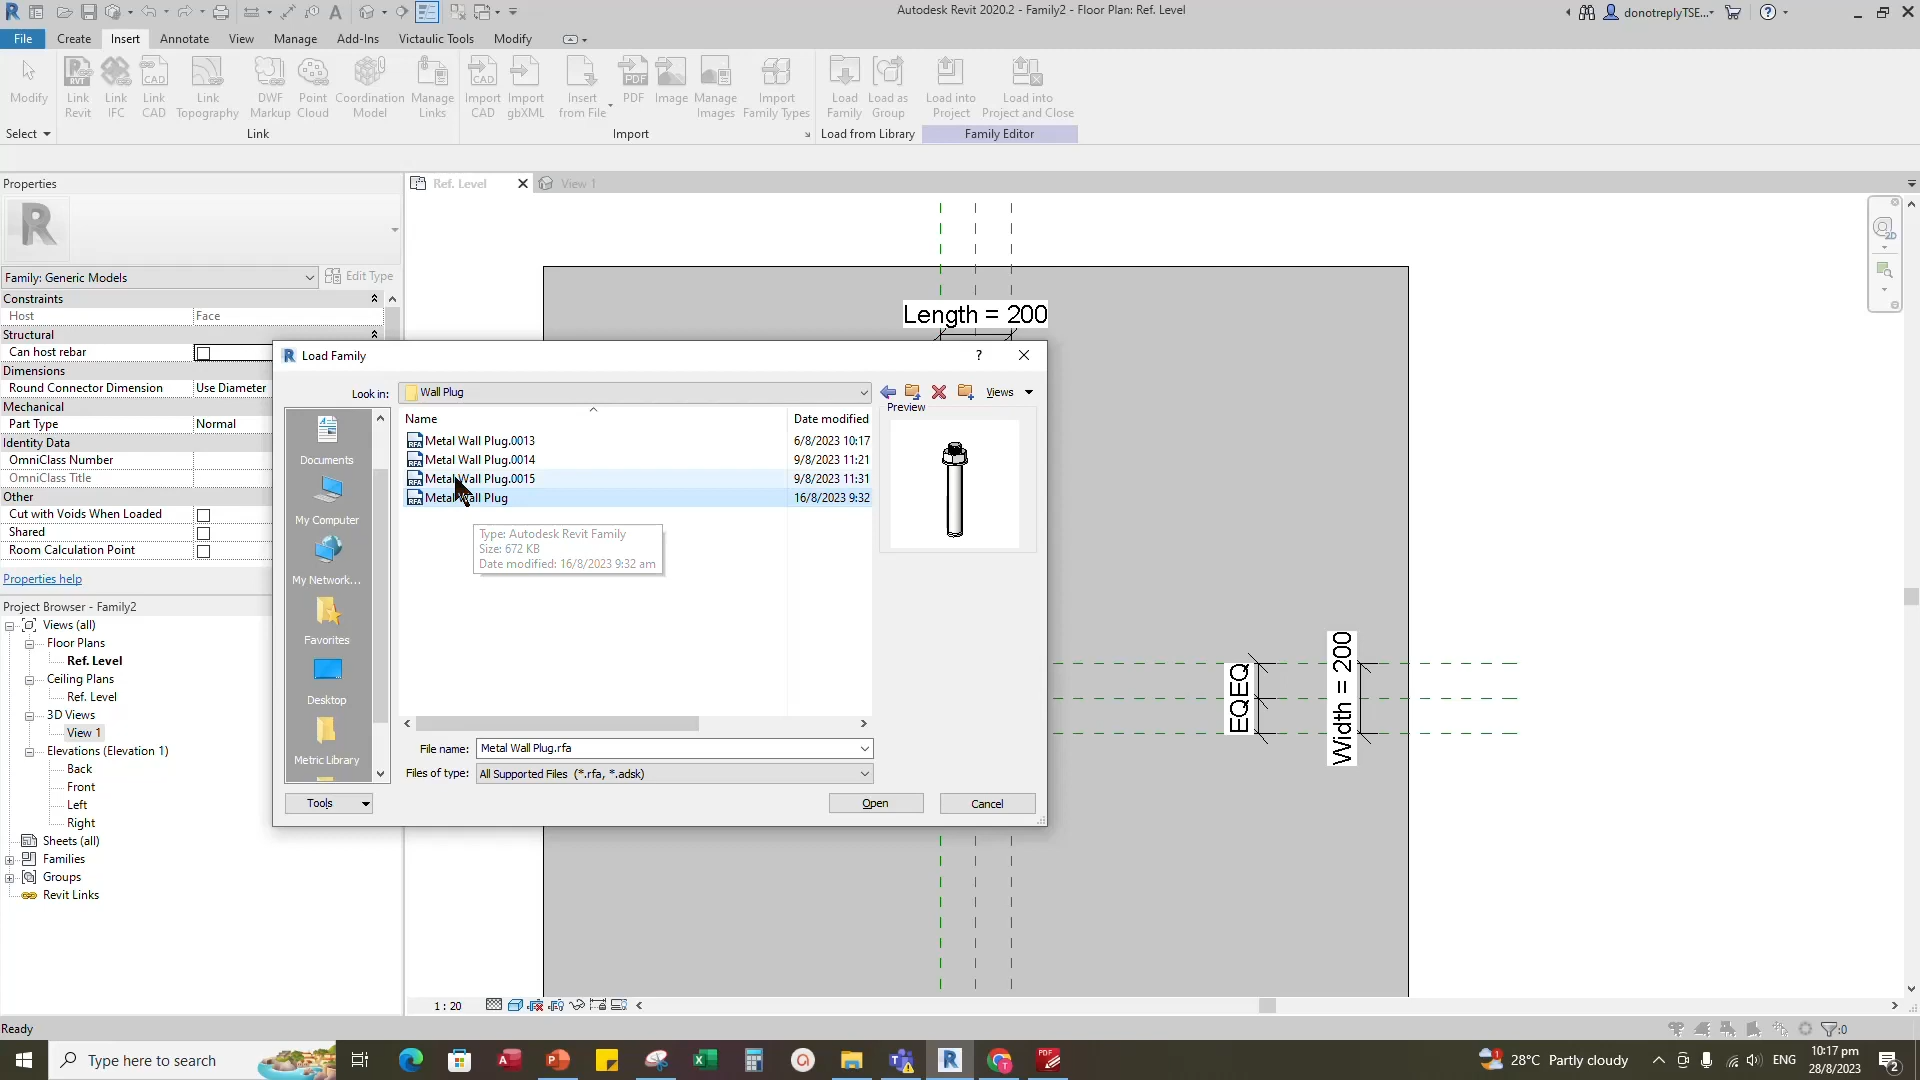 Autodesk Revit 2020.2 - Family2 - Floor Plan: Ref. Level
donotreplyTSE...
File Create Insert Annotate View Manage Add-Ins Victaulic Tools Modify
Modify
Link Revit
Link IFC
Link CAD
Link Topography
DWF Markup
Point Cloud
Coordination Model
Manage Links
Import CAD
Import gbXML
Insert from File
PDF
Image
Manage Images
Import Family Types
Load Family
Load as Group
Load into Project
Load into Project and Close
Select
Link
Import
Load from Library
Family Editor
Properties
Ref. Level
View 1
Family: Generic Models
Edit Type
Constraints
Host Face
Structural
Can host rebar
Dimensions
Round Connector Dimension Use Diameter
Mechanical
Part Type Normal
Identity Data
OmniClass Number
OmniClass Title
Other
Cut with Voids When Loaded
Shared
Room Calculation Point
Properties help
Project Browser - Family2
Views (all)
Floor Plans
Ref. Level
Ceiling Plans
Ref. Level
3D Views
View 1
Elevations (Elevation 1)
Back
Front
Left
Right
Sheets (all)
Families
Groups
Revit Links
Length = 200
EQ EQ
Width = 200
Load Family
Look in: Wall Plug
Views
Preview
Documents
My Computer
My Network...
Favorites
Desktop
Metric Library
Name Date modified
Metal Wall Plug.0013 6/8/2023 10:17
Metal Wall Plug.0014 9/8/2023 11:21
Metal Wall Plug.0015 9/8/2023 11:31
Metal Wall Plug 16/8/2023 9:32
Type: Autodesk Revit Family
Size: 672 KB
Date modified: 16/8/2023 9:32 am
File name: Metal Wall Plug.rfa
Files of type: All Supported Files (*.rfa, *.adsk)
Tools
Open
Cancel
1 : 20
Ready
:0
Type here to search
28°C Partly cloudy
ENG
10:17 pm
28/8/2023
2